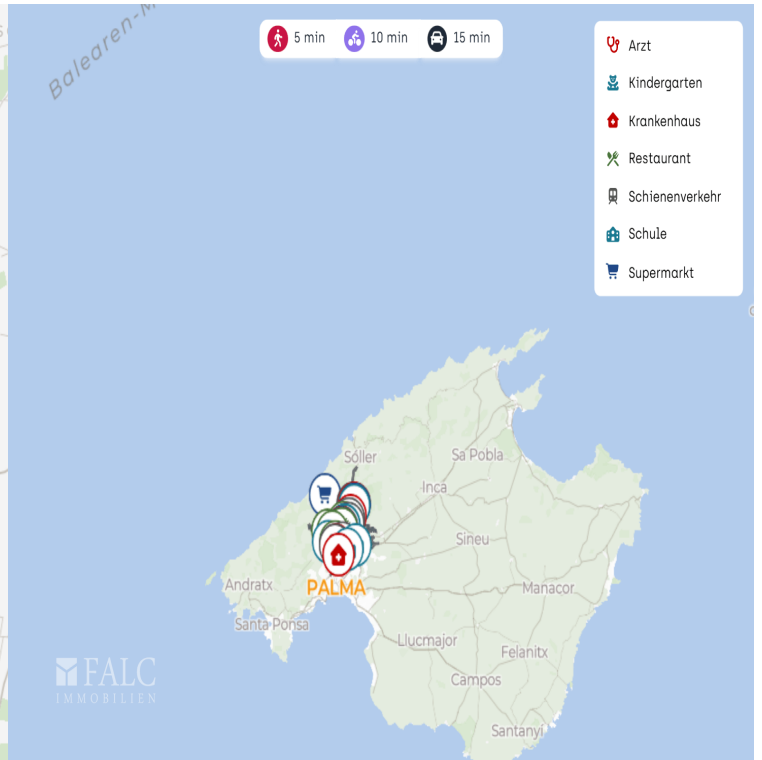 Balearen-M
5 min
10 min
15 min
Arzt
Kindergarten
Krankenhaus
Restaurant
Schienenverkehr
Schule
Supermarkt
Sóller
Sa Pobla
Inca
Sineu
Andratx
PALMA
Manacor
Santa Ponsa
Llucmajor
Felanitx
Campos
FALC
IMMOBILIEN
Santanyí